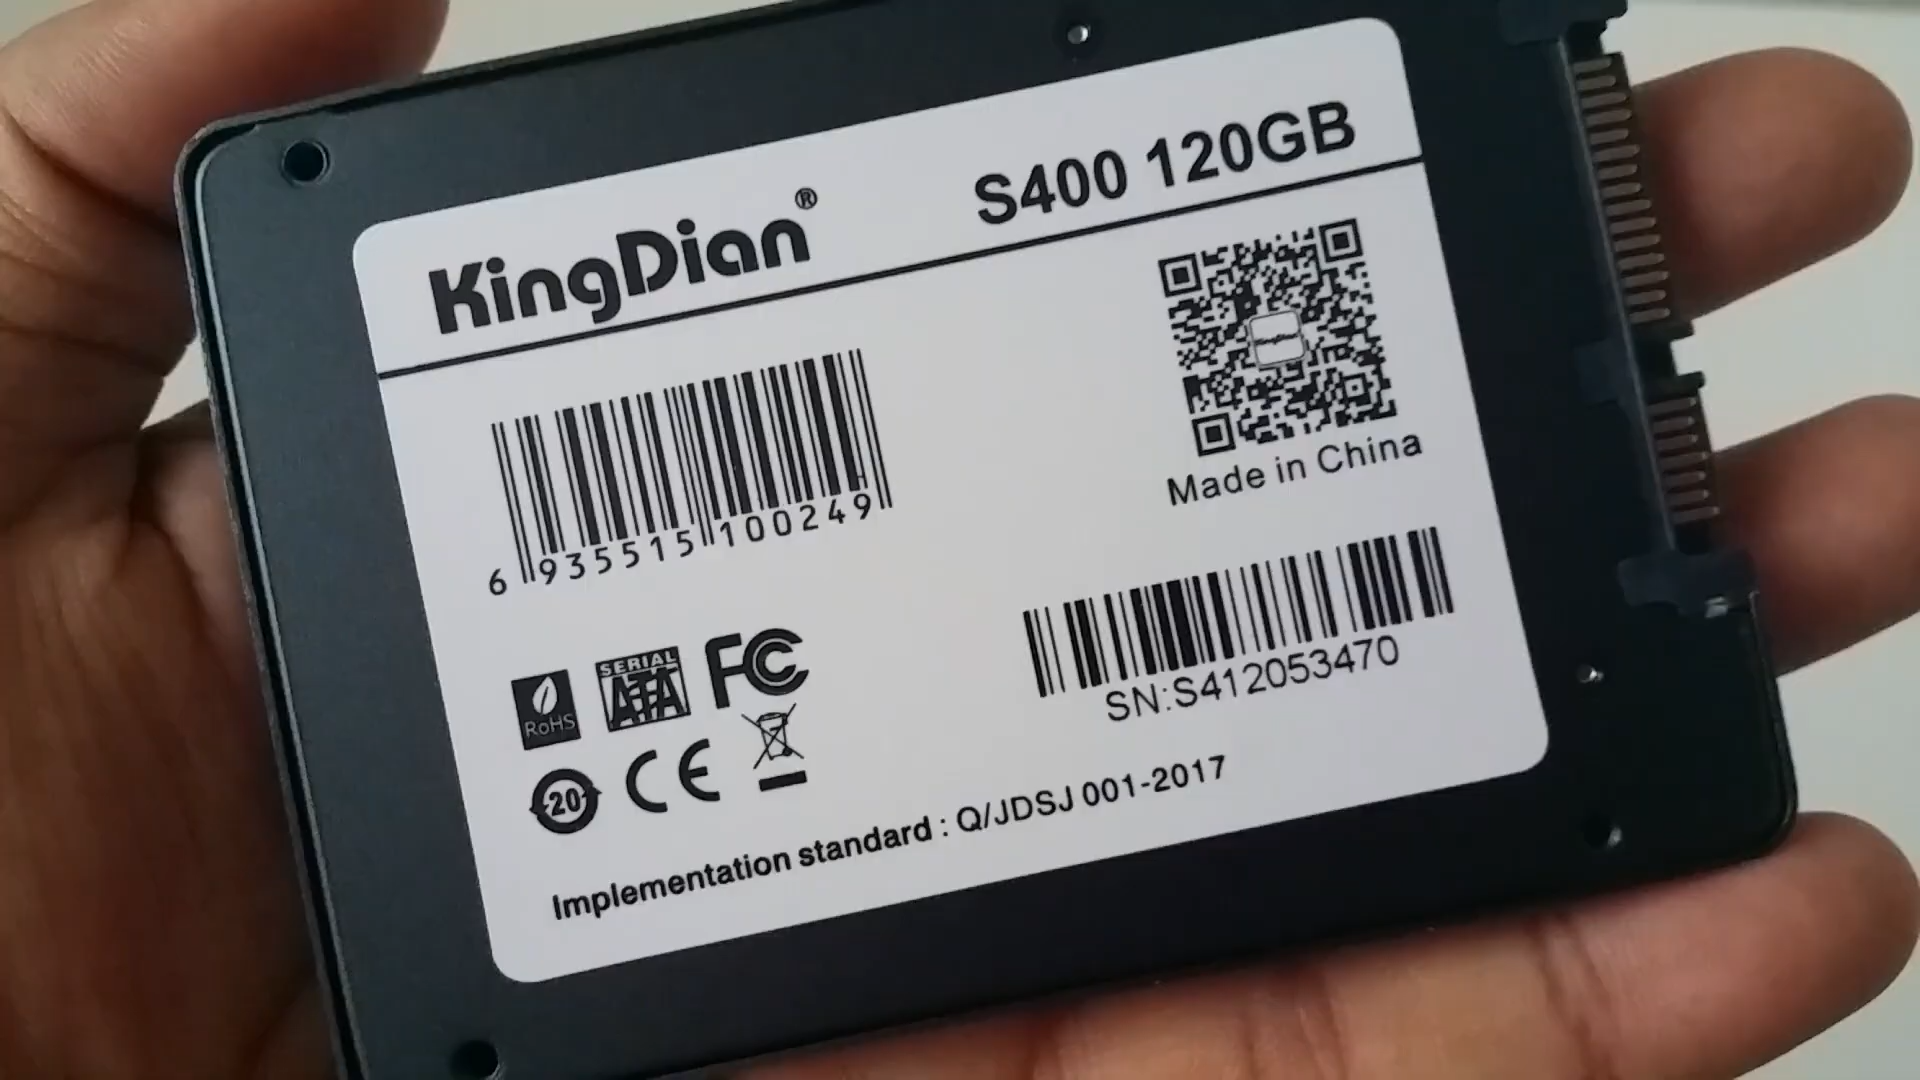 KingDian®
S400 120GB
6 935515 100249
Made in China
SN:S412053470
RoHS
SERIAL
ATA
FC
20
CE
Implementation standard : Q/JDSJ 001-2017